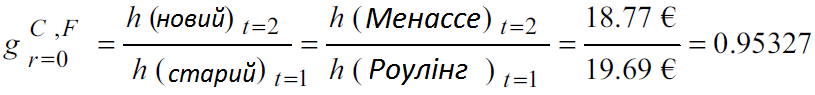 g C ,F r=0 = h (новий) t=2 / h (старий) t=1 = h ( Менассе) t=2 / h ( Роулінг ) t=1 = 18.77 € / 19.69 € = 0.95327